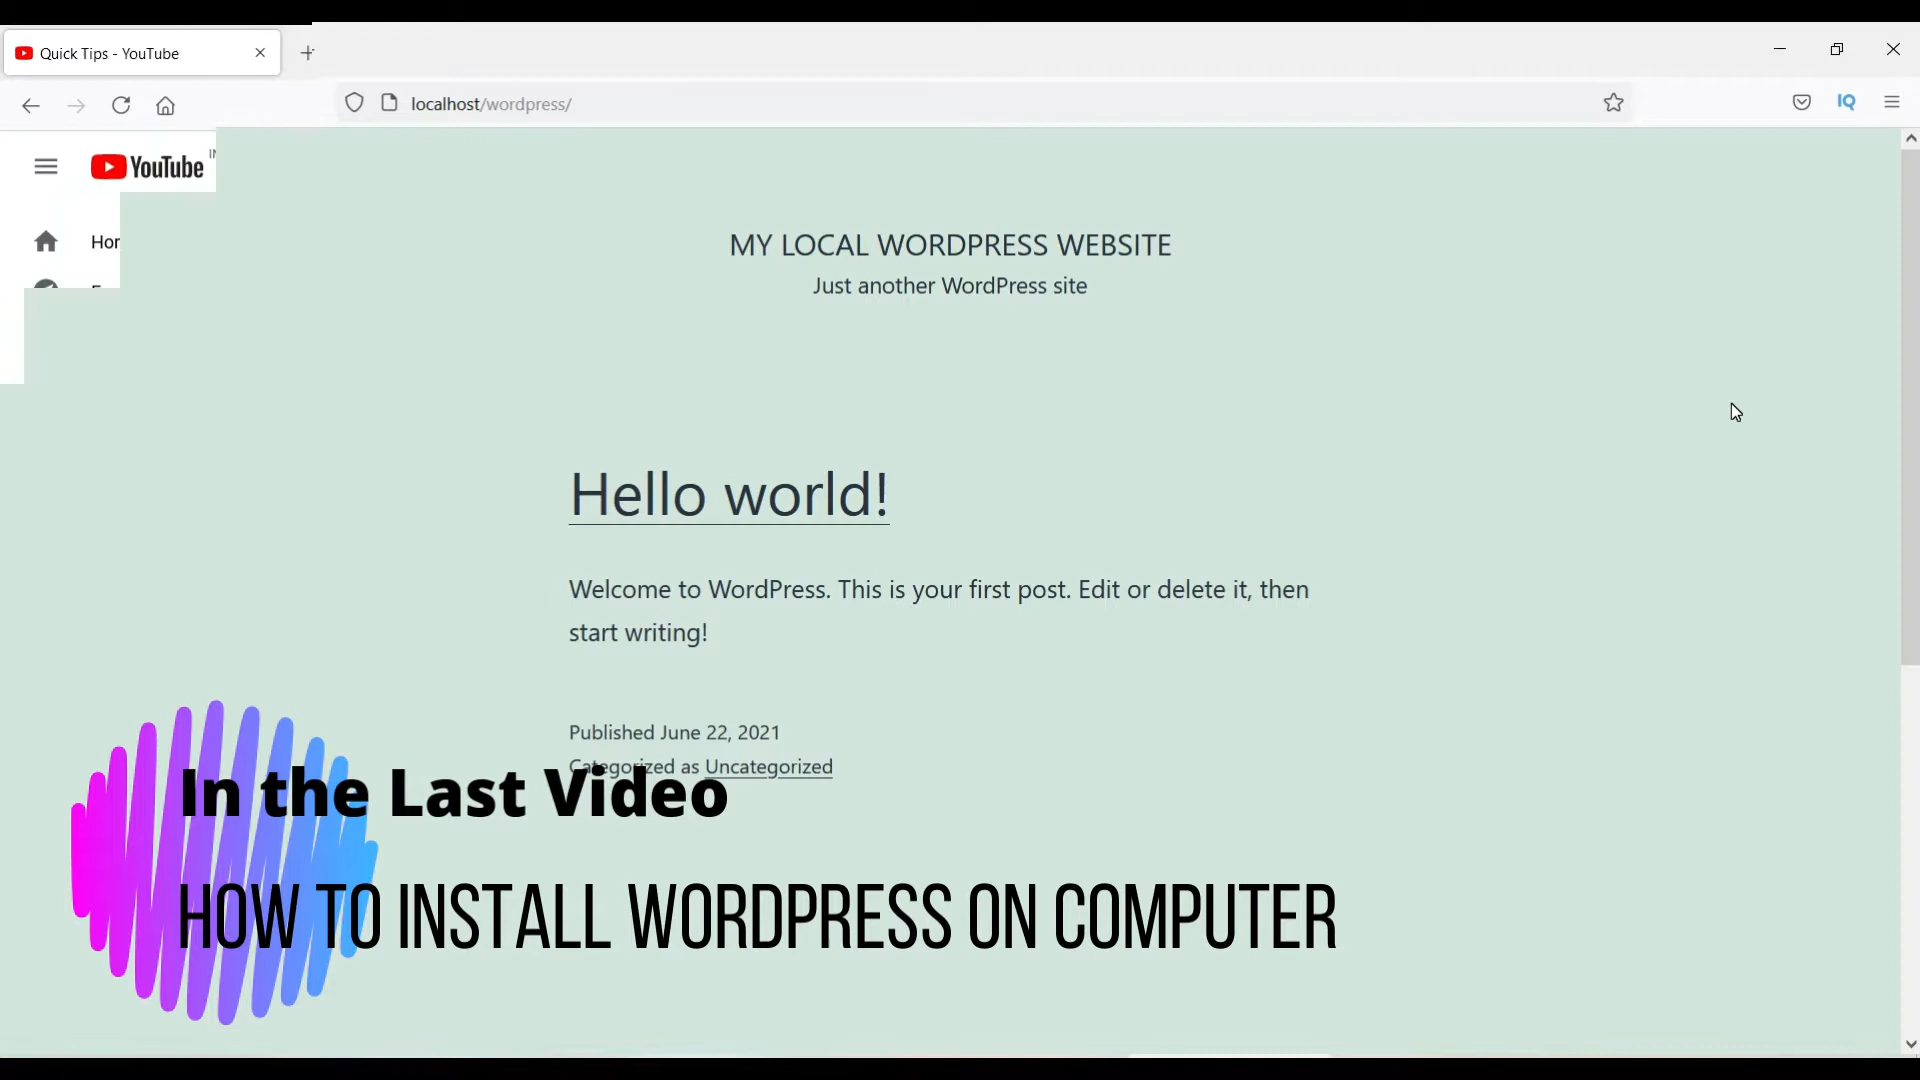 Quick Tips - YouTube
localhost/wordpress/
IQ
YouTube
MY LOCAL WORDPRESS WEBSITE
Just another WordPress site
Hello world!
Welcome to WordPress. This is your first post. Edit or delete it, then
start writing!
Published June 22, 2021
Categorized as Uncategorized
In the Last Video
HOW TO INSTALL WORDPRESS ON COMPUTER